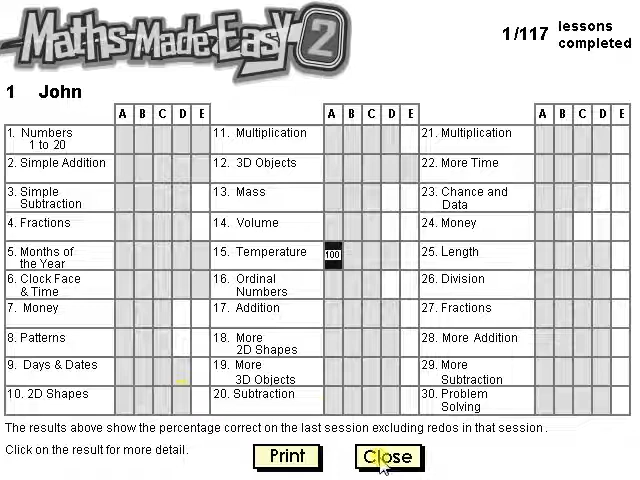 Maths Made Easy 2
1/117 lessons
completed
1 John
A B C D E A B C D E A B C D E
1. Numbers
1 to 20
11. Multiplication
21. Multiplication
2. Simple Addition
12. 3D Objects
22. More Time
3. Simple
Subtraction
13. Mass
23. Chance and
Data
4. Fractions
14. Volume
24. Money
5. Months of
the Year
15. Temperature
100
25. Length
6. Clock Face
& Time
16. Ordinal
Numbers
26. Division
7. Money
17. Addition
27. Fractions
8. Patterns
18. More
2D Shapes
28. More Addition
9. Days & Dates
19. More
3D Objects
29. More
Subtraction
10. 2D Shapes
20. Subtraction
30. Problem
Solving
The results above show the percentage correct on the last session excluding redos in that session.
Click on the result for more detail.
Print
Close